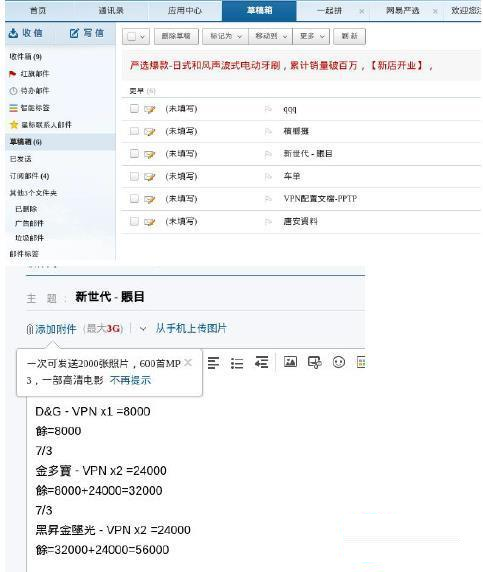 首页 通讯录 应用中心 草稿箱 一起拼 网易严选 欢迎您
收信 写信 删除草稿 标记为 移动到 更多 刷新
收件箱 (9)
红旗邮件
待办邮件
智能标签
星标联系人邮件
草稿箱 (6)
已发送
订阅邮件 (4)
其他3个文件夹
已删除
广告邮件
垃圾邮件
邮件标签
严选爆款-日式和风声波式电动牙刷，累计销量破百万，【新店开业】，
更早 (6)
(未填写) qqq
(未填写) 檳榔攤
(未填写) 新世代 - 賬目
(未填写) 车单
(未填写) VPN配置文檔-PPTP
(未填写) 唐安資料
主 题： 新世代 - 賬目
添加附件 (最大3G) 从手机上传图片
一次可发送2000张照片，600首MP
3，一部高清电影 不再提示
D&G - VPN x1 =8000
餘=8000
7/3
金多寶 - VPN x2 =24000
餘=8000+24000=32000
7/3
黑昇金墜光 - VPN x2 =24000
餘=32000+24000=56000